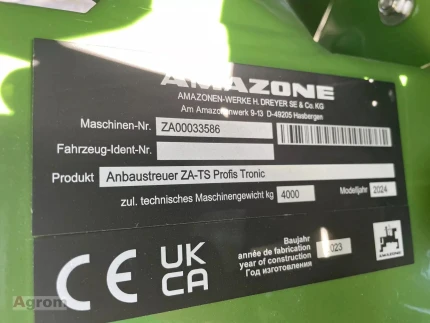 AMAZONE
AMAZONEN-WERKE H. DREYER SE & Co. KG
Am Amazonenwerk 9-13 D-49205 Hasbergen
Maschinen-Nr. ZA00033586
Fahrzeug-Ident-Nr.
Produkt Anbaustreuer ZA-TS Profis Tronic
zul. technisches Maschinengewicht kg 4000 Modelljahr 2024
CE UK CA
Baujahr
année de fabrication
year of construction
Год изготовления
2023
AMAZONE
Agrom